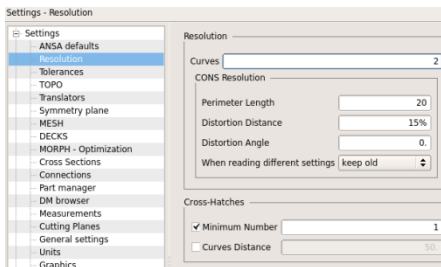 Settings - Resolution
Settings
ANSA defaults
Resolution
Tolerances
TOPO
Translators
Symmetry plane
MESH
DECKS
MORPH - Optimization
Cross Sections
Connections
Part manager
DM browser
Measurements
Cutting Planes
General settings
Units
Graphics
Resolution
Curves 2
CONS Resolution
Perimeter Length 20
Distortion Distance 15%
Distortion Angle 0.
When reading different settings keep old
Cross-Hatches
Minimum Number 1
Curves Distance 50.